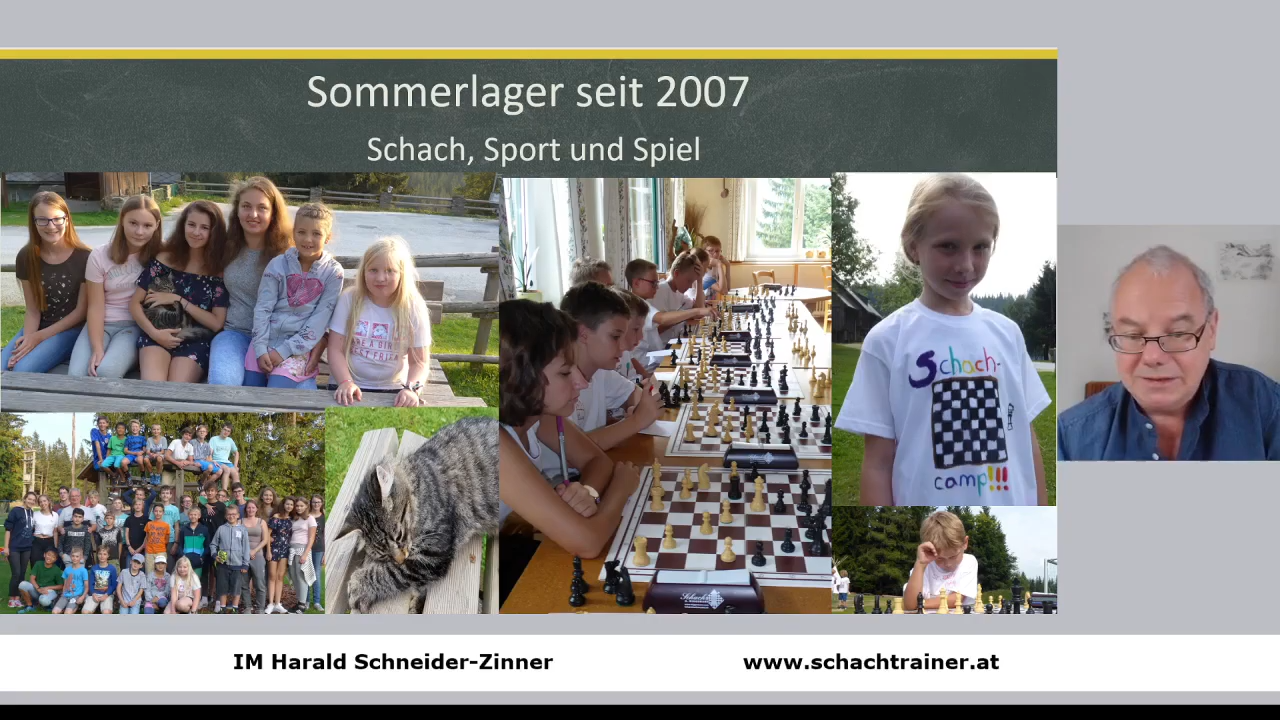 Sommerlager seit 2007
Schach, Sport und Spiel
Schach-
camp!!!
IM Harald Schneider-Zinner
www.schachtrainer.at